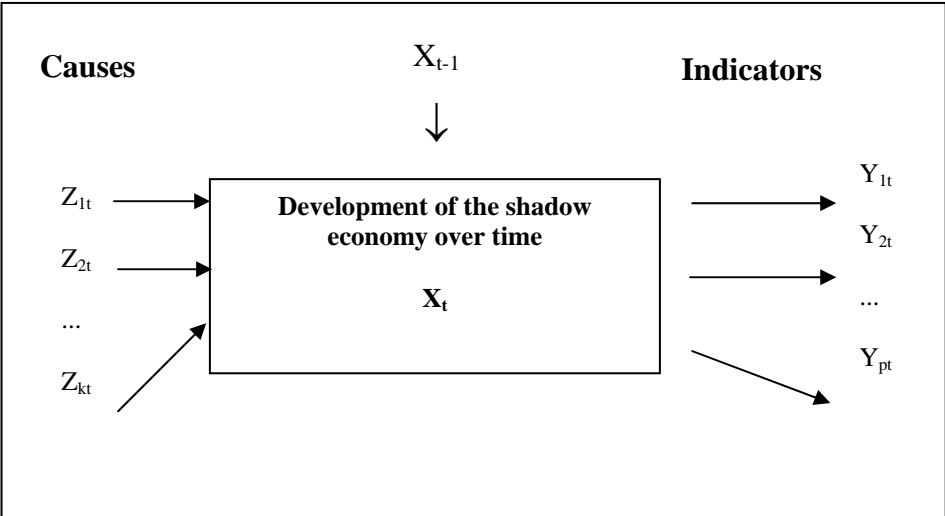 Causes
X_{t-1}
Indicators
Z_{1t}
Z_{2t}
...
Z_{kt}
Development of the shadow
economy over time
X_t
Y_{1t}
Y_{2t}
...
Y_{pt}